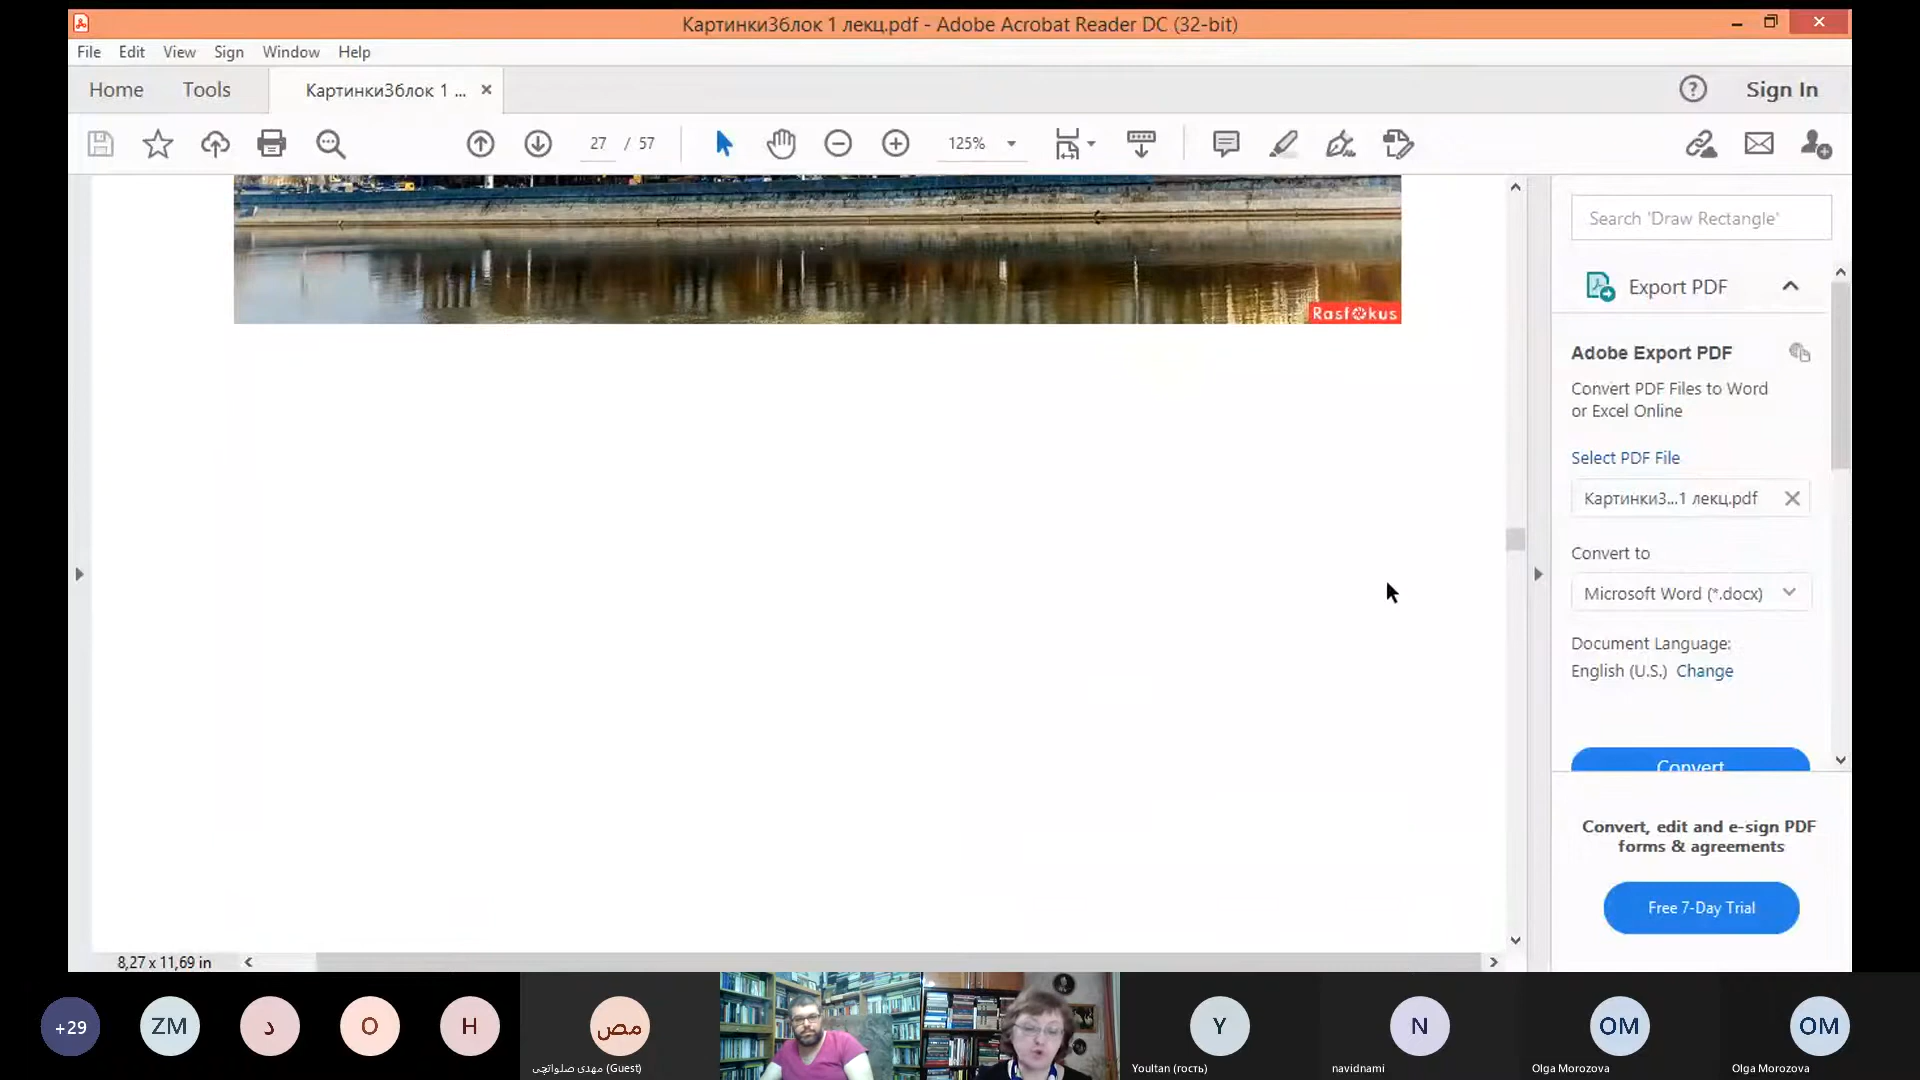 Картинки3блок 1 лекц.pdf - Adobe Acrobat Reader DC (32-bit)
File Edit View Sign Window Help
Home Tools Картинки3блок 1 ... Sign In
27 / 57 125%
Rasfokus
Search 'Draw Rectangle'
Export PDF
Adobe Export PDF
Convert PDF Files to Word
or Excel Online
Select PDF File
Картинки3...1 лекц.pdf
Convert to
Microsoft Word (*.docx)
Document Language:
English (U.S.) Change
Convert
Convert, edit and e-sign PDF
forms & agreements
Free 7-Day Trial
8,27 x 11,69 in
+29 ZM د O H مص Y N OM OM
مهدی صلواتچی (Guest) Youltan (гость) navidnami Olga Morozova Olga Morozova